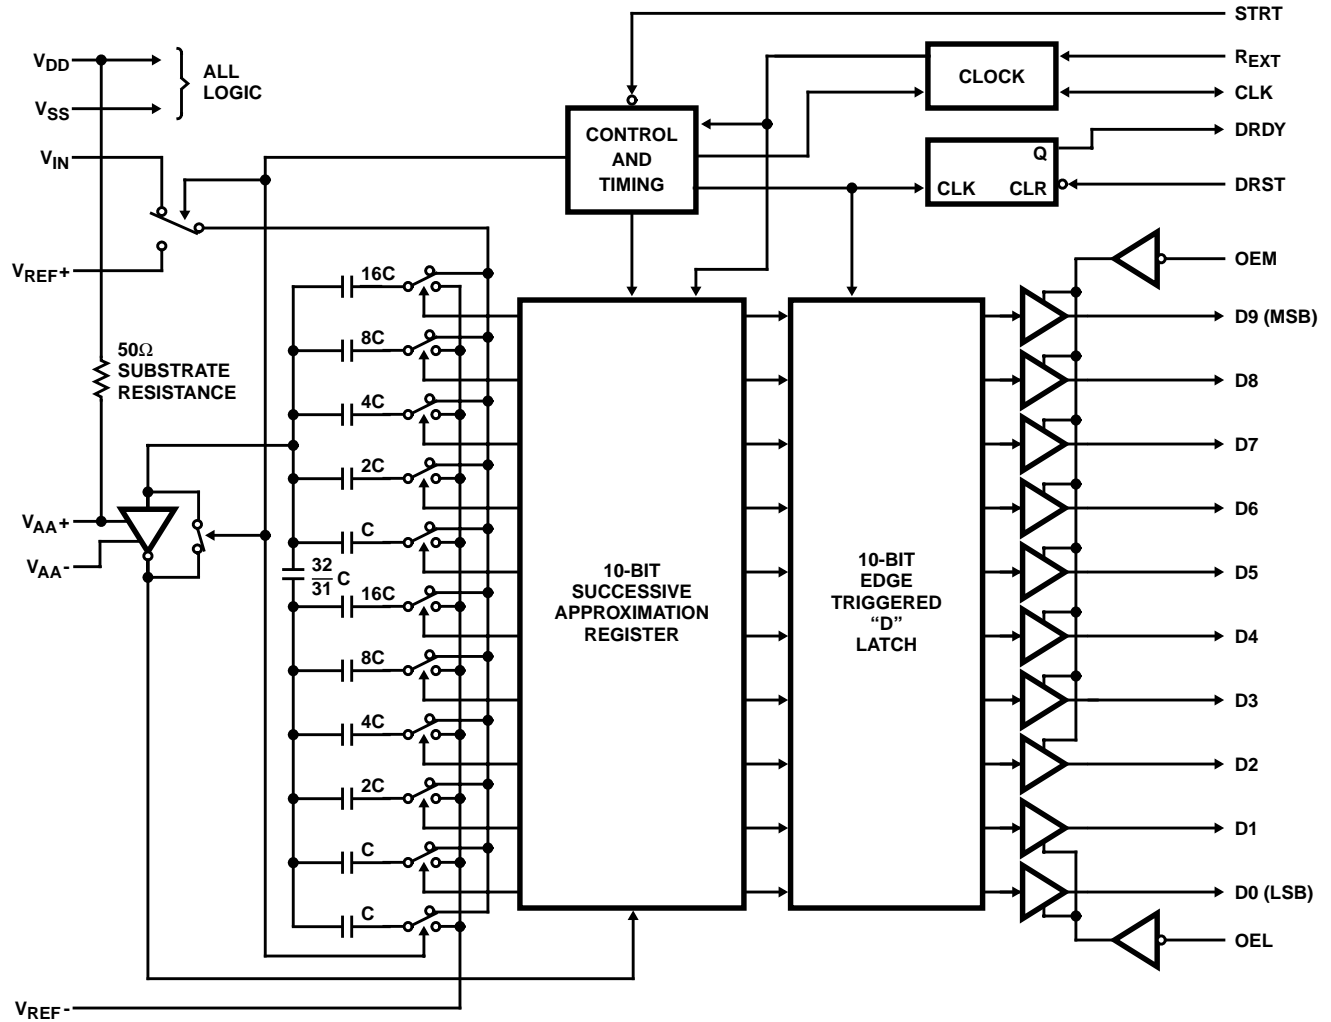 STRT
VDD
ALL
LOGIC
VSS
REXT
CLOCK
CLK
CONTROL
AND
TIMING
DRDY
Q
VIN
CLK
CLR
DRST
VREF+
OEM
16C
D9 (MSB)
8C
D8
50Ω
SUBSTRATE
RESISTANCE
4C
D7
2C
D6
VAA+
C
D5
VAA-
32
31
C
10-BIT
SUCCESSIVE
APPROXIMATION
REGISTER
10-BIT
EDGE
TRIGGERED
“D”
LATCH
16C
D4
8C
D3
4C
D2
2C
D1
C
D0 (LSB)
C
OEL
VREF-